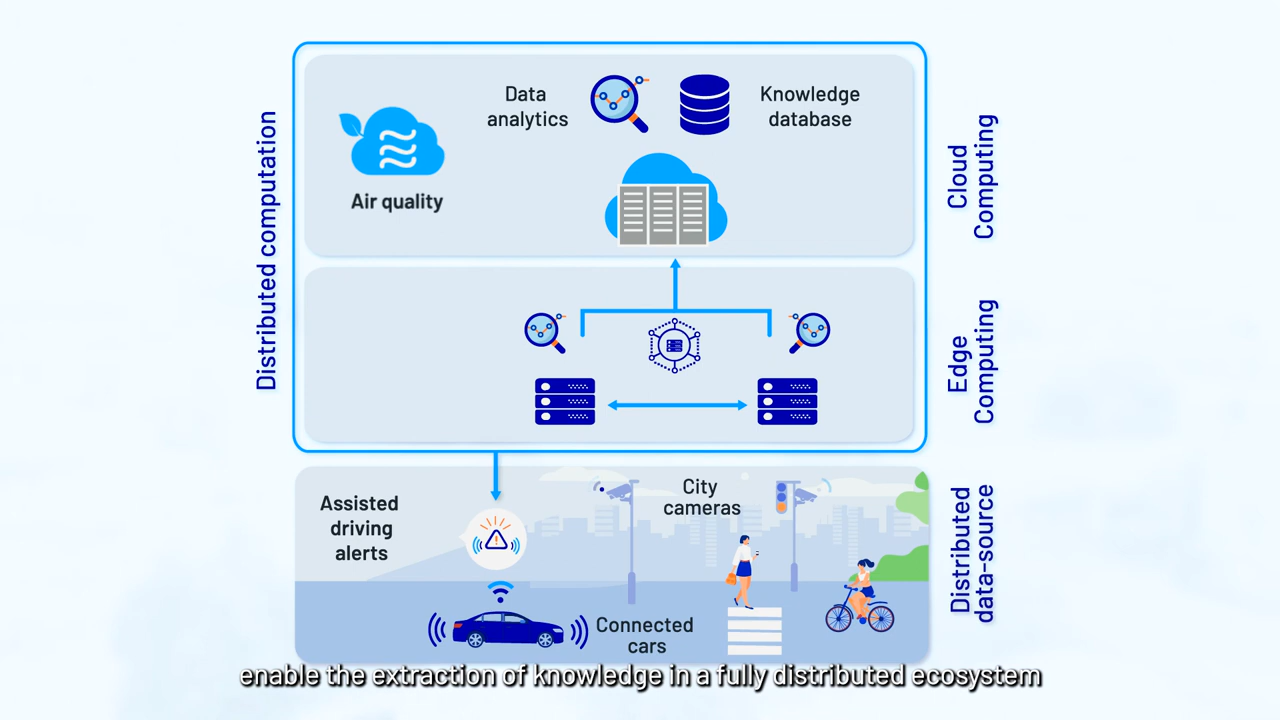 Distributed computation
Data
analytics
Knowledge
database
Air quality
Cloud
Computing
Edge
Computing
Assisted
driving
alerts
City
cameras
Connected
cars
Distributed
data-source
enable the extraction of knowledge in a fully distributed ecosystem